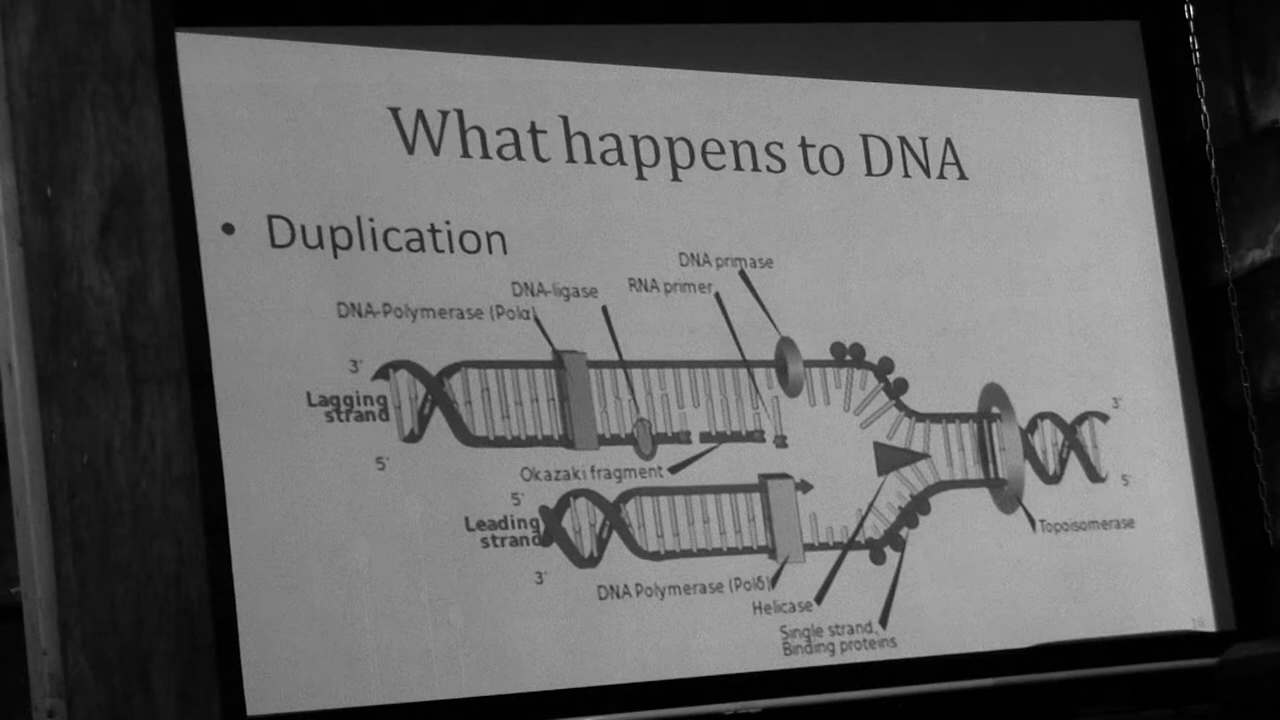 What happens to DNA
• Duplication
DNA primase
RNA primer
DNA-ligase
DNA-Polymerase (Polα)
3'
Lagging
strand
5'
3'
5'
Okazaki fragment
5'
Leading
strand
3'
Topoisomerase
DNA Polymerase (Polδ)
Helicase
Single strand,
Binding proteins